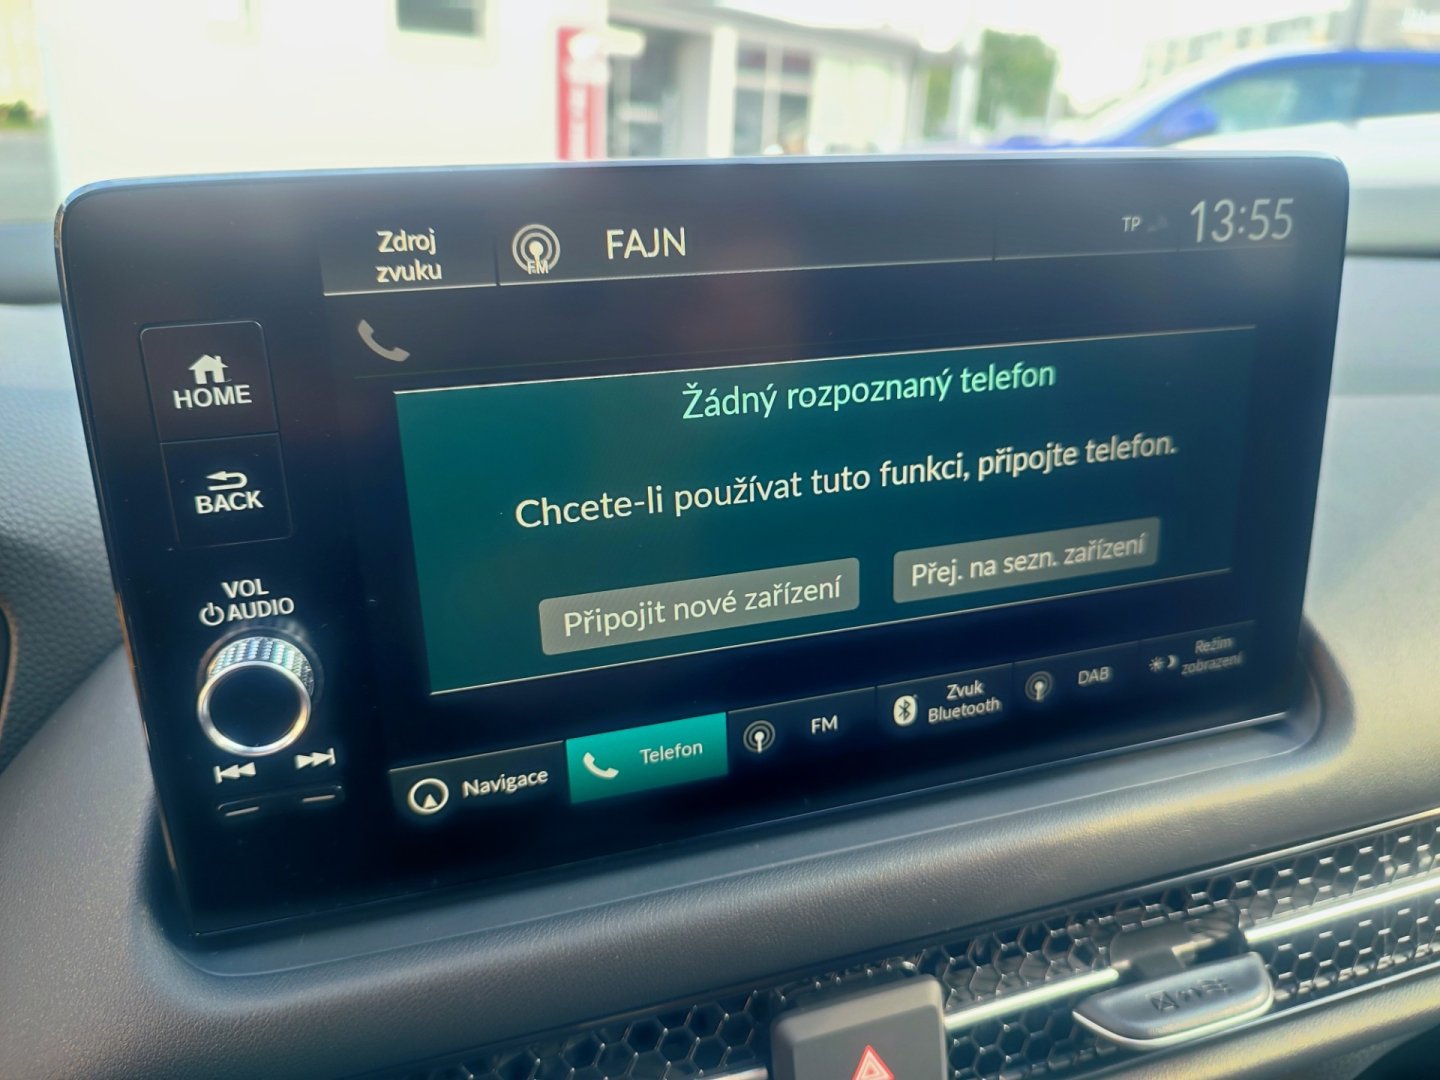 Zdroj
zvuku
FM
FAJN
TP
13:55
HOME
BACK
VOL
AUDIO
Žádný rozpoznaný telefon
Chcete-li používat tuto funkci, připojte telefon.
Připojit nové zařízení
Přej. na sezn. zařízení
Navigace
Telefon
FM
Zvuk
Bluetooth
DAB
Režim
zobrazení